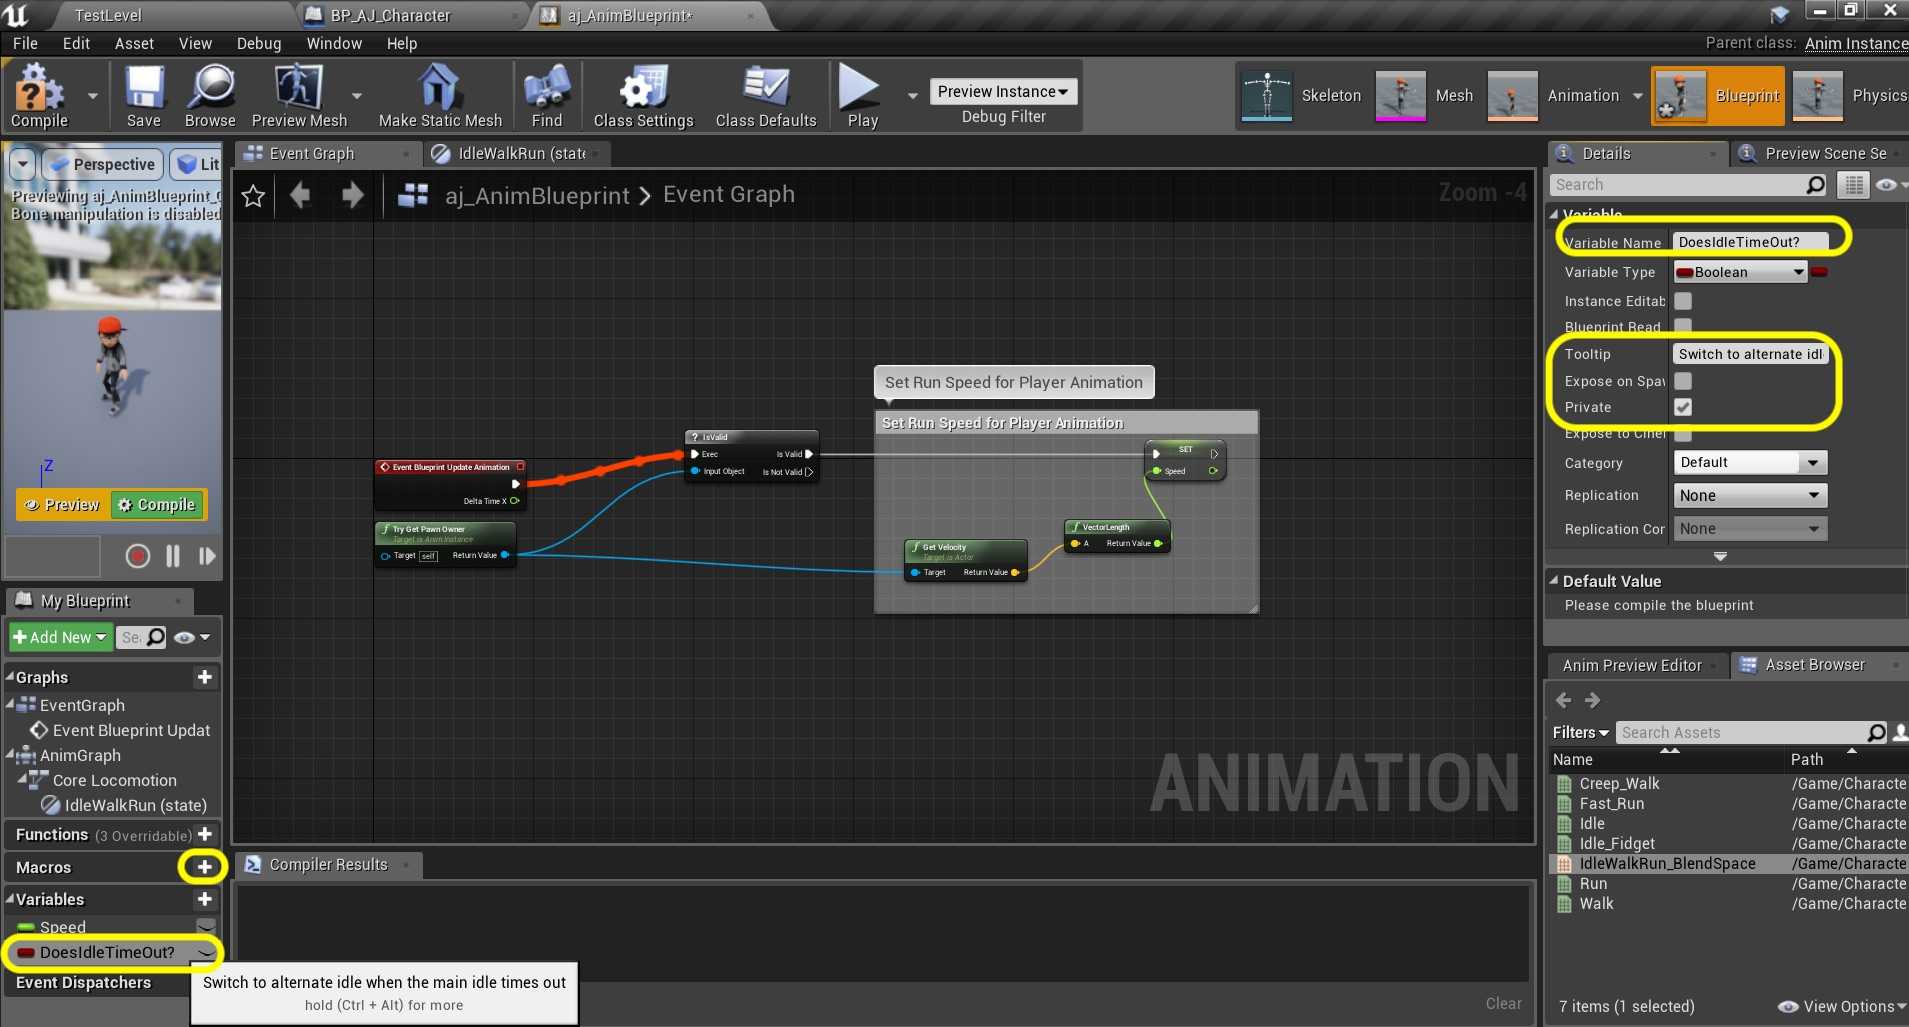 TestLevel
BP_AJ_Character
aj_AnimBlueprint*
File Edit Asset View Debug Window Help
Parent class: Anim Instance
Compile
Save
Browse
Preview Mesh
Make Static Mesh
Find
Class Settings
Class Defaults
Play
Preview Instance
Debug Filter
Skeleton
Mesh
Animation
Blueprint
Physics
Perspective
Lit
Previewing aj_AnimBlueprint_
Bone manipulation is disabled
Z
Preview
Compile
Event Graph
IdleWalkRun (state
aj_AnimBlueprint > Event Graph
Zoom -4
Set Run Speed for Player Animation
Set Run Speed for Player Animation
? IsValid
Exec Is Valid
Input Object Is Not Valid
Event Blueprint Update Animation
Delta Time X
f Try Get Pawn Owner
Target is Anim Instance
Target self Return Value
SET
Speed
f VectorLength
A Return Value
f Get Velocity
Target is Actor
Target Return Value
ANIMATION
My Blueprint
+ Add New
Graphs +
EventGraph
Event Blueprint Updat
AnimGraph
Core Locomotion
IdleWalkRun (state)
Functions (3 Overridable) +
Macros +
Variables +
Speed
DoesIdleTimeOut?
Event Dispatchers
Switch to alternate idle when the main idle times out
hold (Ctrl + Alt) for more
Compiler Results
Clear
Details
Preview Scene Se
Search
Variable
Variable Name DoesIdleTimeOut?
Variable Type Boolean
Instance Editab
Blueprint Read
Tooltip Switch to alternate idl
Expose on Spaw
Private
Expose to Cine
Category Default
Replication None
Replication Con None
Default Value
Please compile the blueprint
Anim Preview Editor
Asset Browser
Filters
Search Assets
Name Path
Creep_Walk /Game/Characte
Fast_Run /Game/Characte
Idle /Game/Characte
Idle_Fidget /Game/Characte
IdleWalkRun_BlendSpace /Game/Characte
Run /Game/Characte
Walk /Game/Characte
7 items (1 selected)
View Options